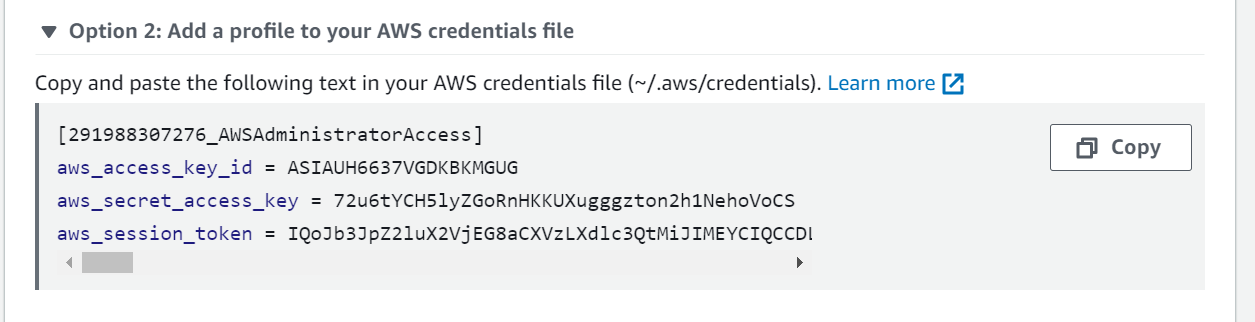 Option 2: Add a profile to your AWS credentials file
Copy and paste the following text in your AWS credentials file (~/.aws/credentials). Learn more
[291988307276_AWSAdministratorAccess]
Copy
aws_access_key_id = ASIAUH6637VGDKBKMGUG
aws_secret_access_key = 72u6tYCH5lyZGoRnHKKUXugggzton2h1NehoVoCS
aws_session_token = IQoJb3JpZ2luX2VjEG8aCXVzLXdlc3QtMiJIMEYCIQCCD